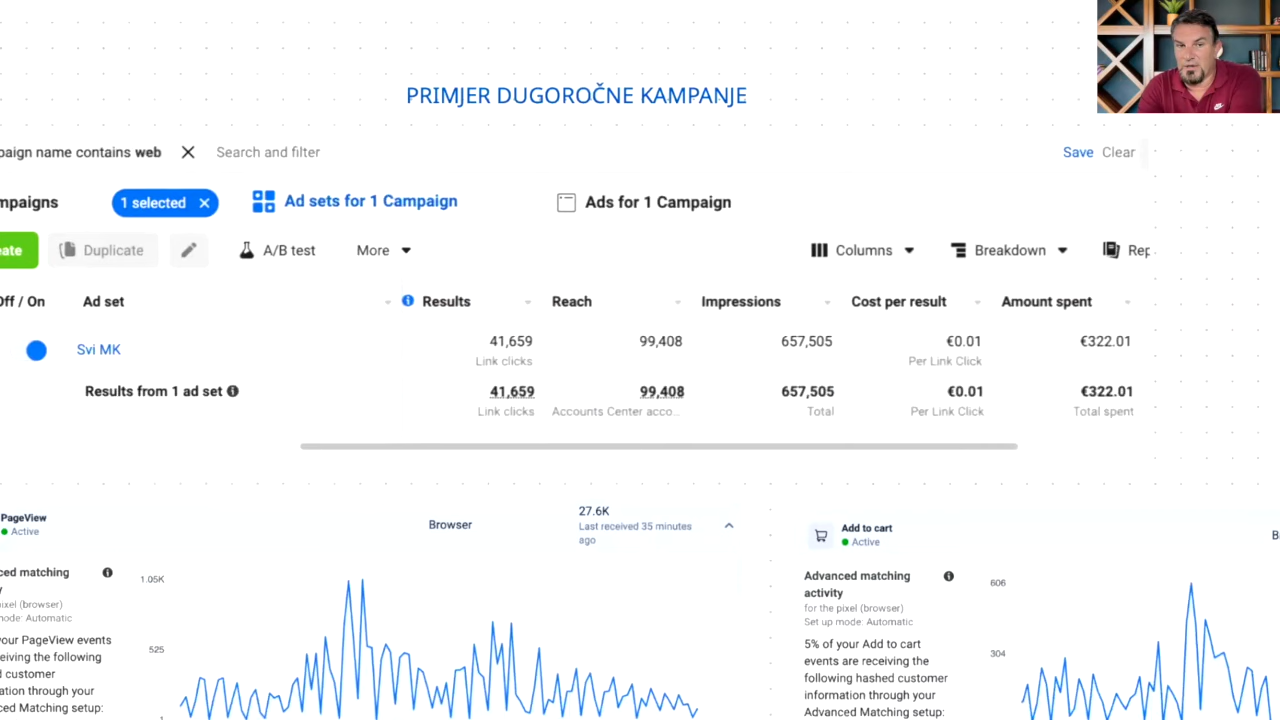 PRIMJER DUGOROČNE KAMPANJE
paign name contains web
Search and filter
Save Clear
mpaigns
1 selected
Ad sets for 1 Campaign
Ads for 1 Campaign
ate
Duplicate
A/B test
More
Columns
Breakdown
Rep
Off / On
Ad set
Results
Reach
Impressions
Cost per result
Amount spent
Svi MK
41,659
99,408
657,505
€0.01
€322.01
Link clicks
Per Link Click
Results from 1 ad set
41,659
99,408
657,505
€0.01
€322.01
Link clicks
Accounts Center acco...
Total
Per Link Click
Total spent
PageView
Active
Browser
27.6K
Last received 35 minutes
ago
ced matching
y
pixel (browser)
mode: Automatic
your PageView events
eiving the following
d customer
ation through your
ced Matching setup:
1.05K
525
1
Add to cart
Active
B
Advanced matching
activity
for the pixel (browser)
Set up mode: Automatic
5% of your Add to cart
events are receiving the
following hashed customer
information through your
Advanced Matching setup:
606
304